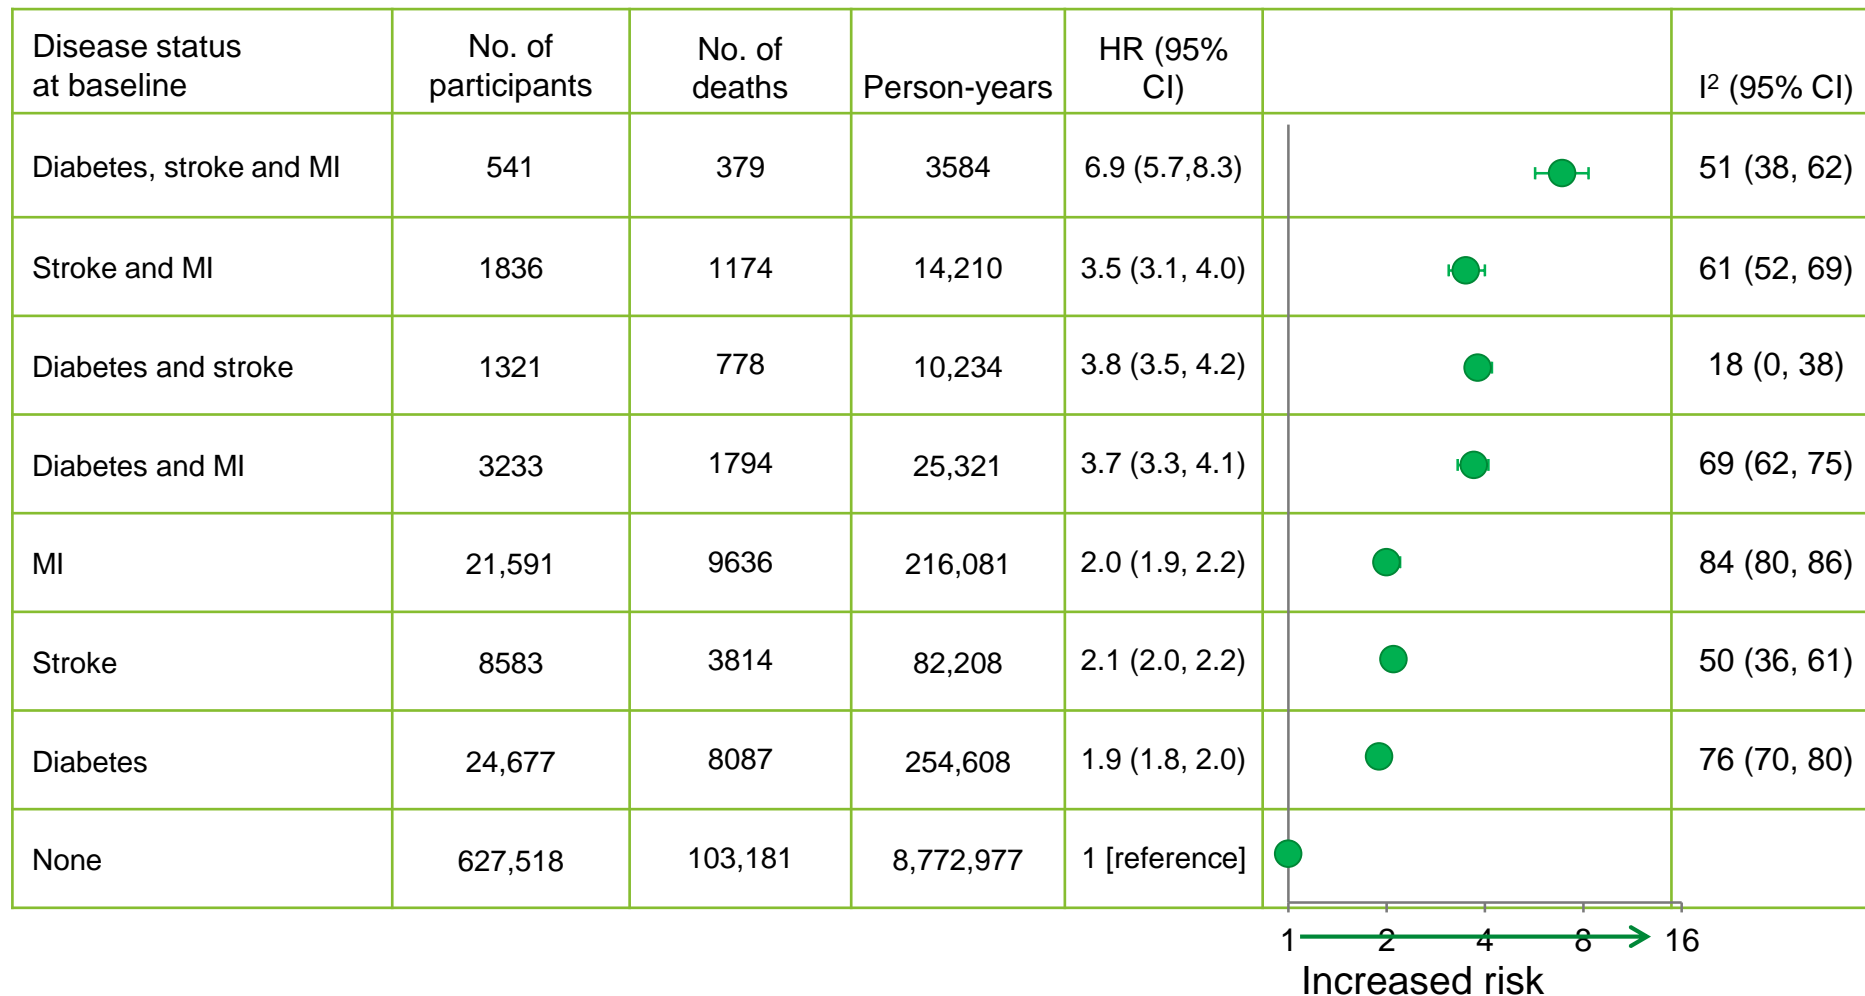 Disease status at baseline No. of participants No. of deaths Person-years HR (95% CI) I² (95% CI)
Diabetes, stroke and MI 541 379 3584 6.9 (5.7,8.3) 51 (38, 62)
Stroke and MI 1836 1174 14,210 3.5 (3.1, 4.0) 61 (52, 69)
Diabetes and stroke 1321 778 10,234 3.8 (3.5, 4.2) 18 (0, 38)
Diabetes and MI 3233 1794 25,321 3.7 (3.3, 4.1) 69 (62, 75)
MI 21,591 9636 216,081 2.0 (1.9, 2.2) 84 (80, 86)
Stroke 8583 3814 82,208 2.1 (2.0, 2.2) 50 (36, 61)
Diabetes 24,677 8087 254,608 1.9 (1.8, 2.0) 76 (70, 80)
None 627,518 103,181 8,772,977 1 [reference]
1 2 4 8 16
Increased risk